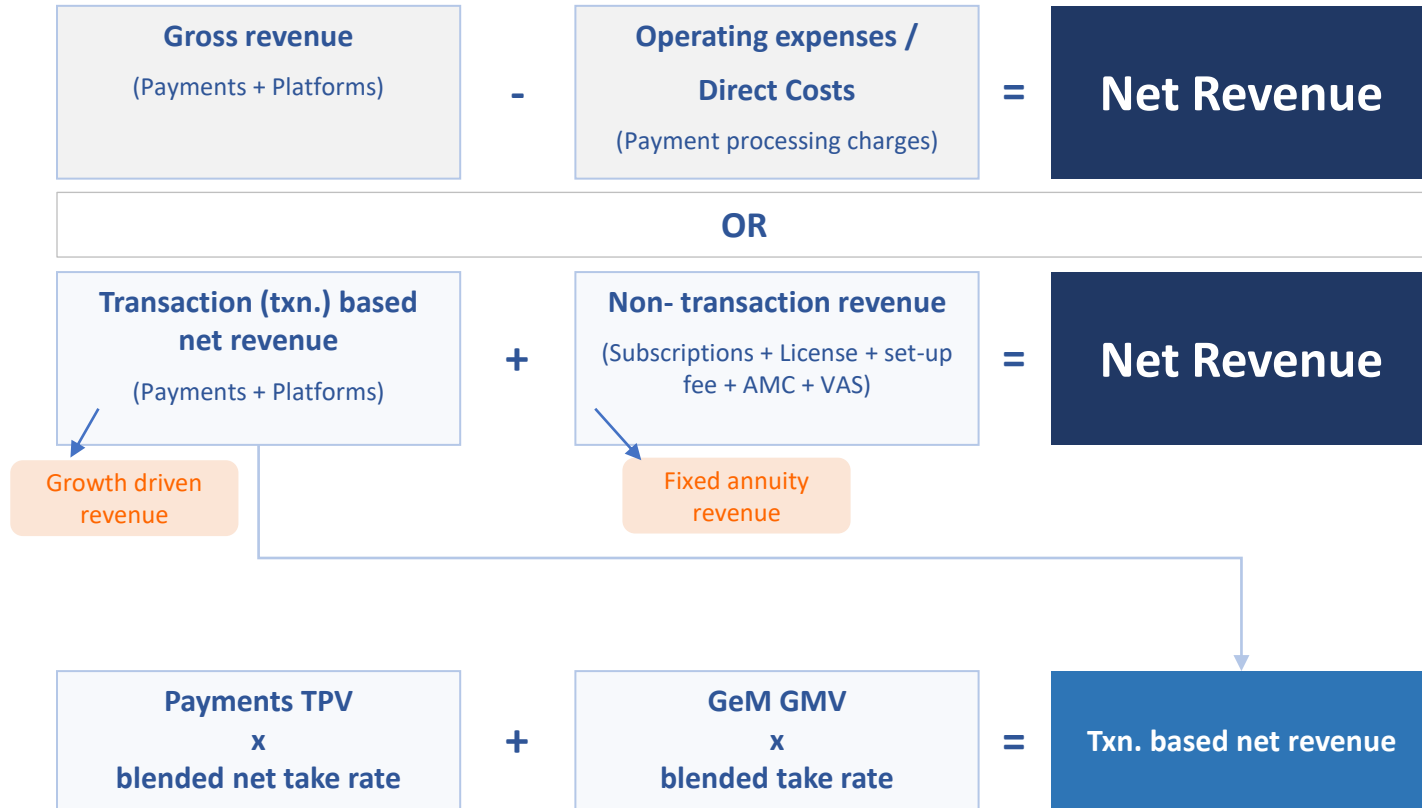 Gross revenue
(Payments + Platforms)
-
Operating expenses /
Direct Costs
(Payment processing charges)
=
Net Revenue
OR
Transaction (txn.) based
net revenue
(Payments + Platforms)
+
Non- transaction revenue
(Subscriptions + License + set-up
fee + AMC + VAS)
=
Net Revenue
Growth driven
revenue
Fixed annuity
revenue
Payments TPV
x
blended net take rate
+
GeM GMV
x
blended take rate
=
Txn. based net revenue